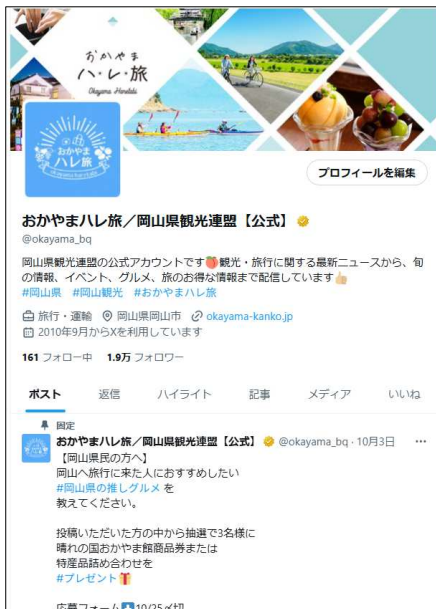 おかやま
ハ・レ・旅
Okayama Haretabi
おかやま
ハレ旅
okayama haretabi
プロフィールを編集
おかやまハレ旅／岡山県観光連盟【公式】
@okayama_bq
岡山県観光連盟の公式アカウントです🍑観光・旅行に関する最新ニュースから、旬
の情報、イベント、グルメ、旅のお得な情報まで配信しています👍
#岡山県 #岡山観光 #おかやまハレ旅
旅行・運輸 岡山県岡山市 okayama-kanko.jp
2010年9月からXを利用しています
161 フォロー中 1.9万 フォロワー
ポスト 返信 ハイライト 記事 メディア いいね
固定
おかやまハレ旅／岡山県観光連盟【公式】 @okayama_bq · 10月3日 …
【岡山県民の方へ】
岡山へ旅行に来た人におすすめしたい
#岡山県の推しグルメ を
教えてください。
投稿いただいた方の中から抽選で3名様に
晴れの国おかやま館商品券または
特産品詰め合わせを
#プレゼント🎁
応募フォーム➡10/25〆切